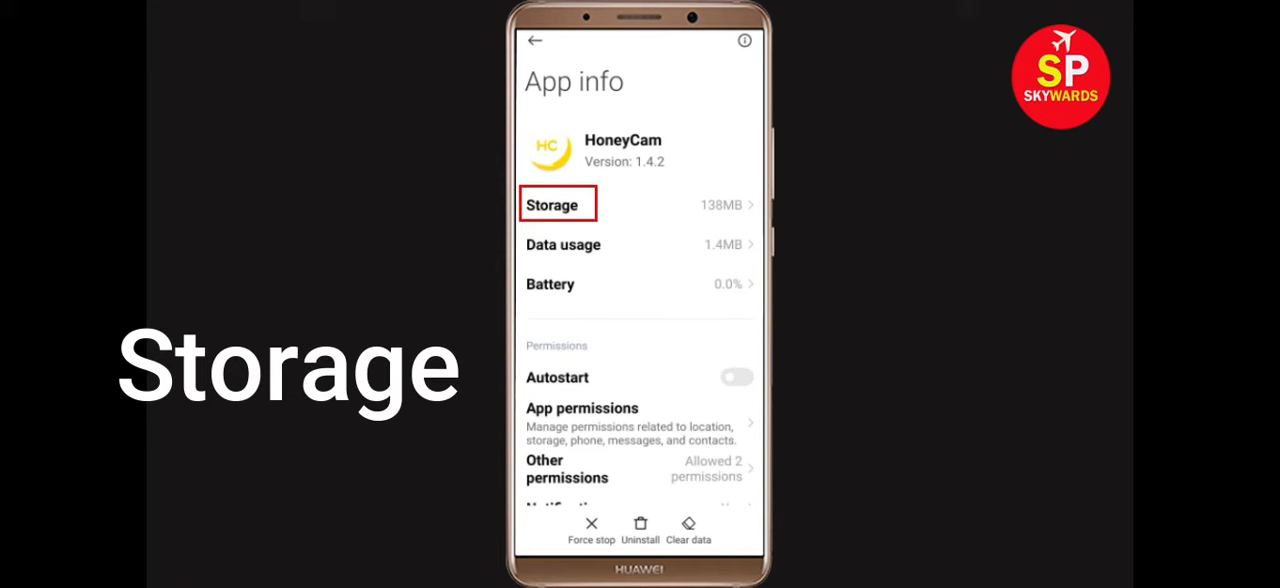 App info
HC
HoneyCam
Version: 1.4.2
Storage 138MB
Data usage 1.4MB
Battery 0.0%
Permissions
Autostart
App permissions
Manage permissions related to location,
storage, phone, messages, and contacts.
Other permissions
Allowed 2 permissions
Force stop Uninstall Clear data
HUAWEI
Storage
SP
SKYWARDS